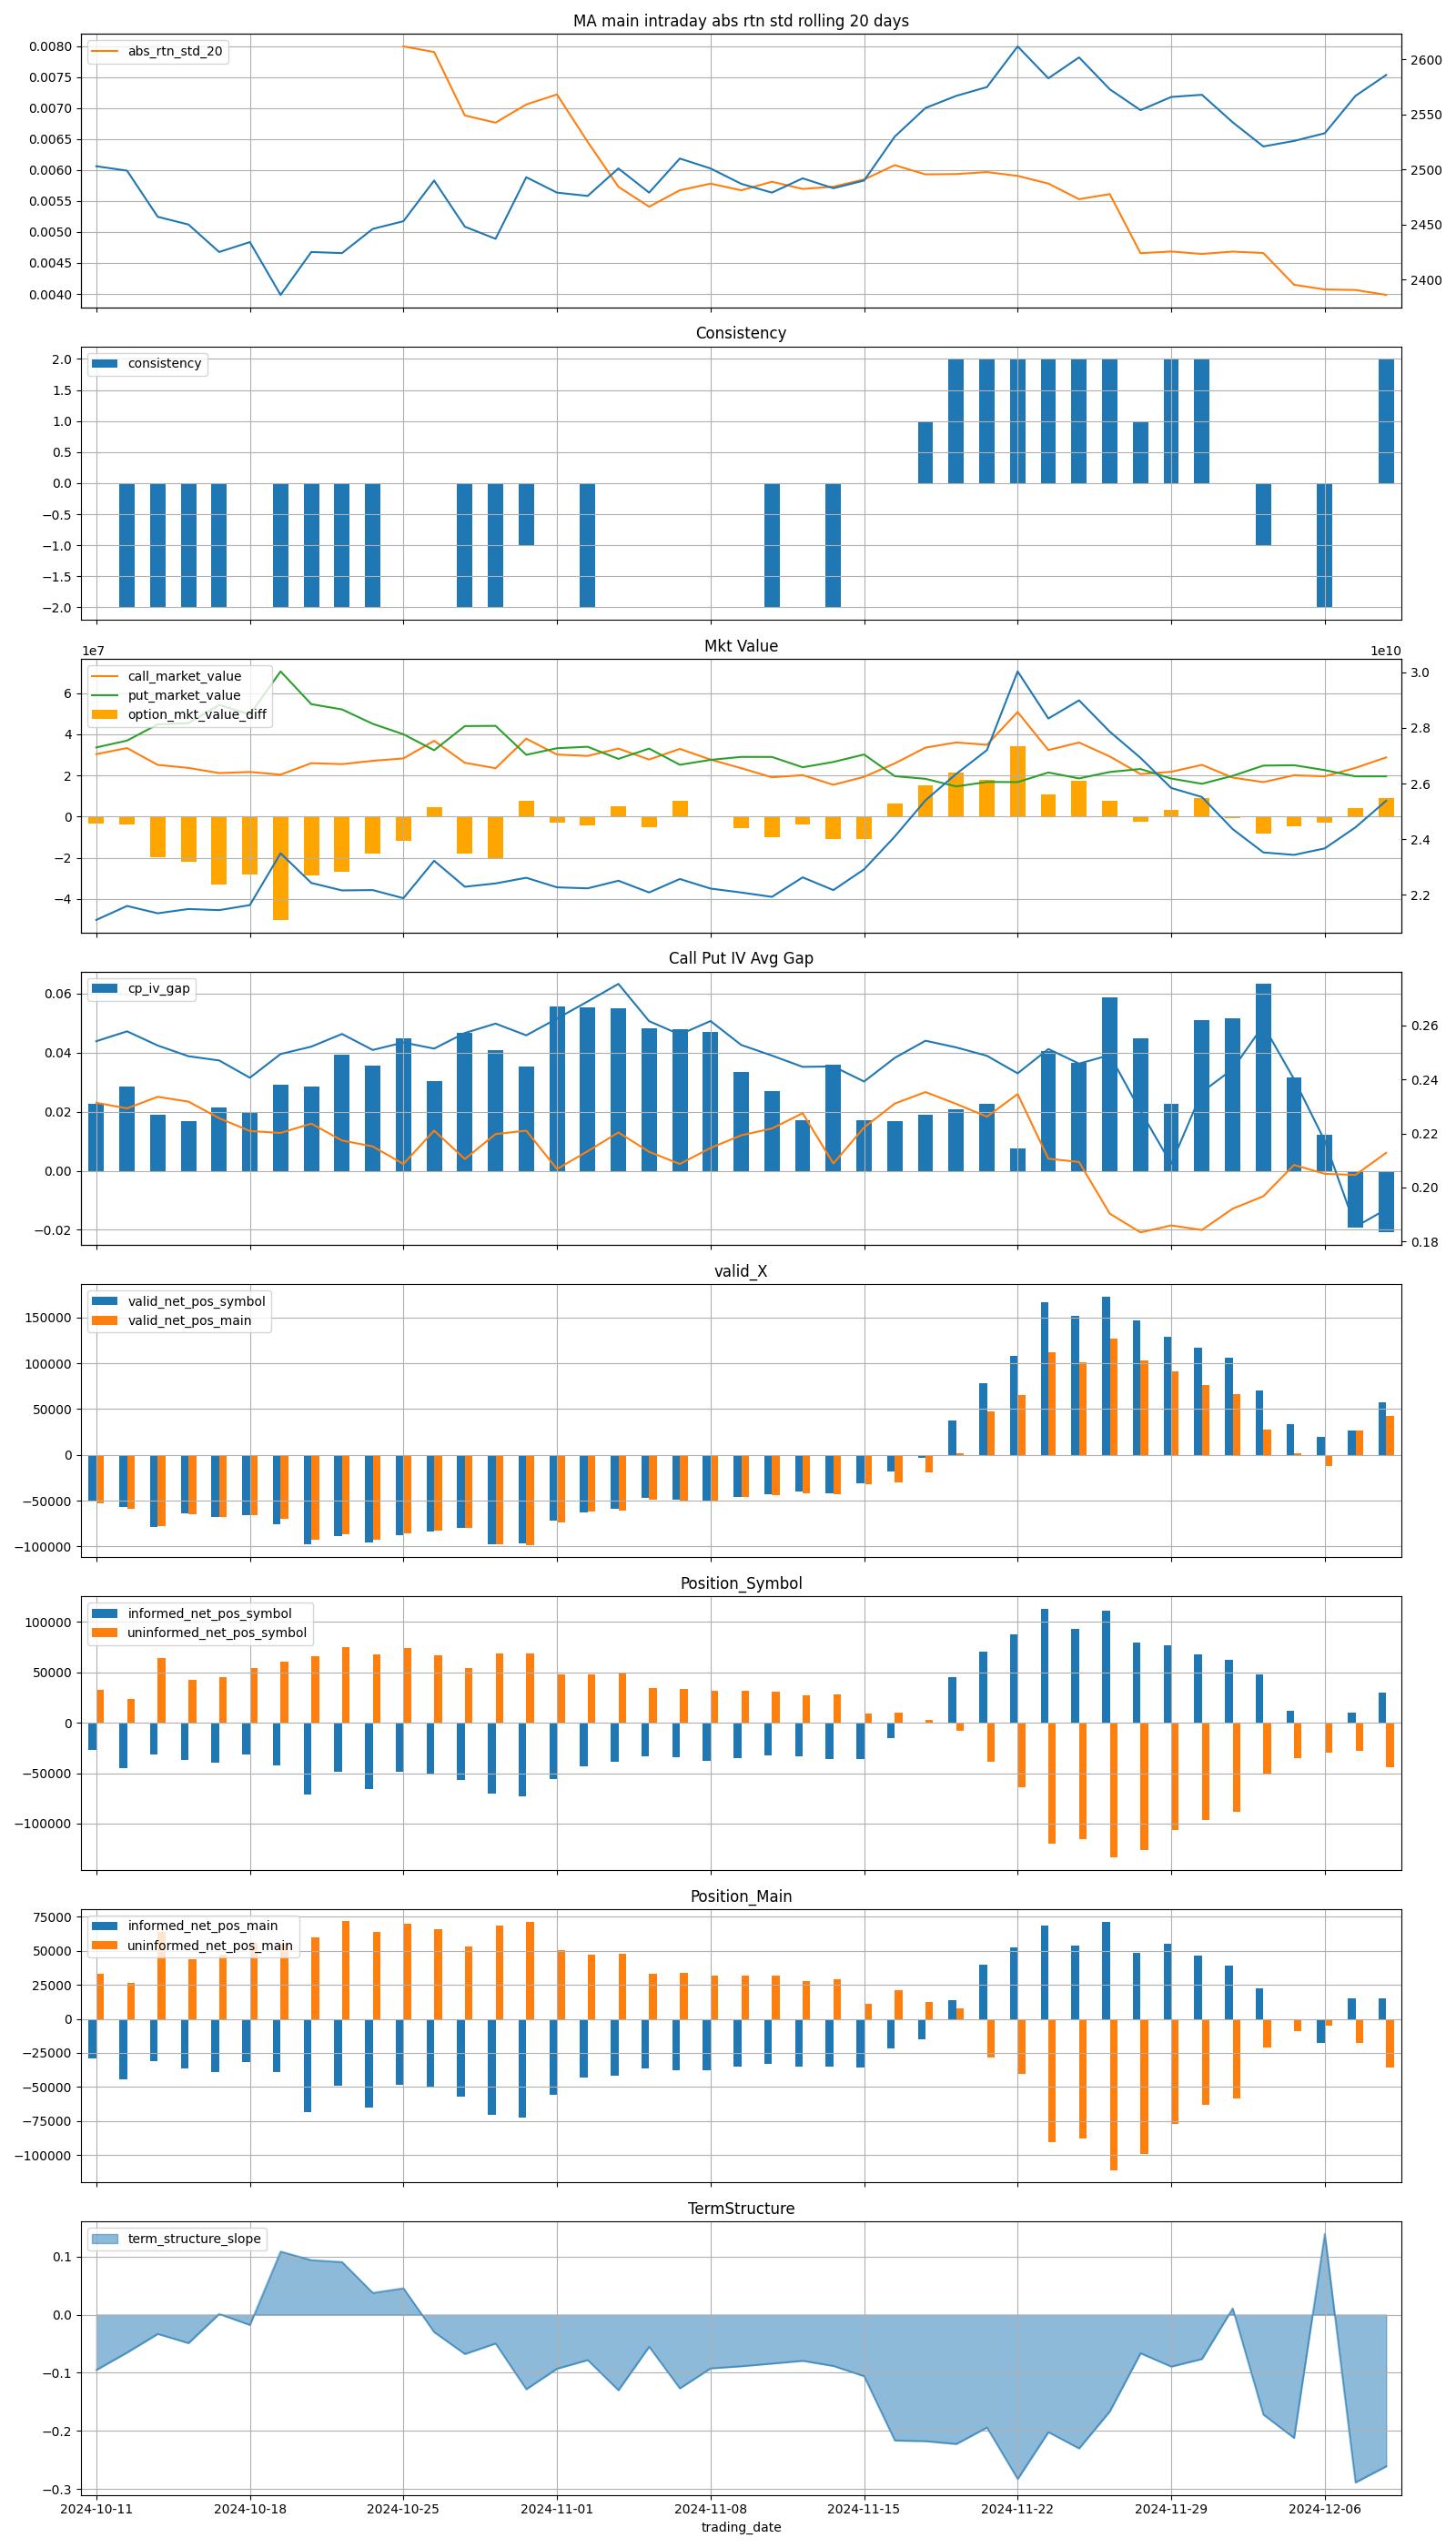 MA main intraday abs rtn std rolling 20 days
abs_rtn_std_20
0.0080
0.0075
0.0070
0.0065
0.0060
0.0055
0.0050
0.0045
0.0040
2600
2550
2500
2450
2400
Consistency
consistency
2.0
1.5
1.0
0.5
0.0
−0.5
−1.0
−1.5
−2.0
Mkt Value
1e7
1e10
call_market_value
put_market_value
option_mkt_value_diff
6
4
2
0
−2
−4
3.0
2.8
2.6
2.4
2.2
Call Put IV Avg Gap
cp_iv_gap
0.06
0.04
0.02
0.00
−0.02
0.26
0.24
0.22
0.20
0.18
valid_X
valid_net_pos_symbol
valid_net_pos_main
150000
100000
50000
0
−50000
−100000
Position_Symbol
informed_net_pos_symbol
uninformed_net_pos_symbol
100000
50000
0
−50000
−100000
Position_Main
informed_net_pos_main
uninformed_net_pos_main
75000
50000
25000
0
−25000
−50000
−75000
−100000
TermStructure
term_structure_slope
0.1
0.0
−0.1
−0.2
−0.3
2024-10-11 2024-10-18 2024-10-25 2024-11-01 2024-11-08 2024-11-15 2024-11-22 2024-11-29 2024-12-06
trading_date